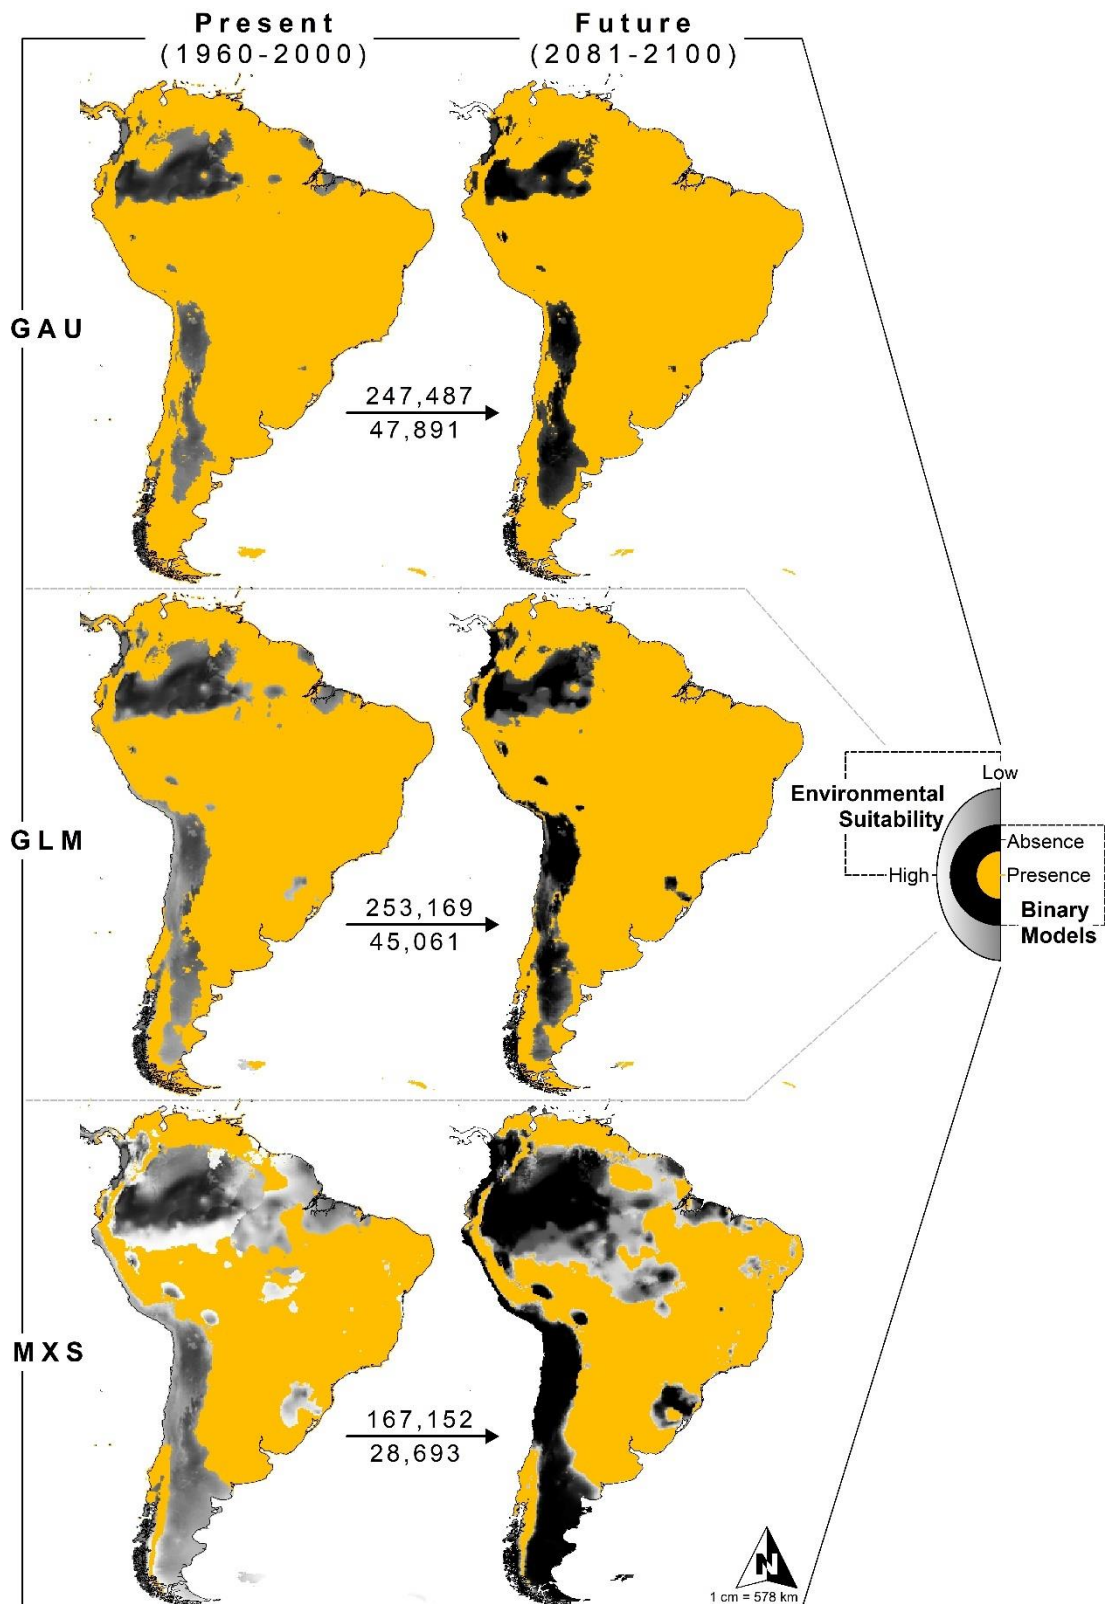 Present
(1960-2000)
Future
(2081-2100)
GAU
247,487
47,891
GLM
253,169
45,061
Low
Environmental
Suitability
Absence
High
Presence
Binary
Models
MXS
167,152
28,693
N
1 cm = 578 km